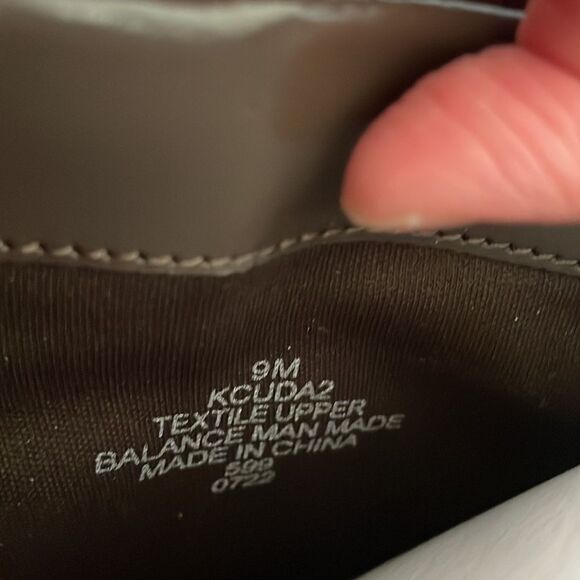 9M
KCUDA2
TEXTILE UPPER
BALANCE MAN MADE
MADE IN CHINA
599
0722